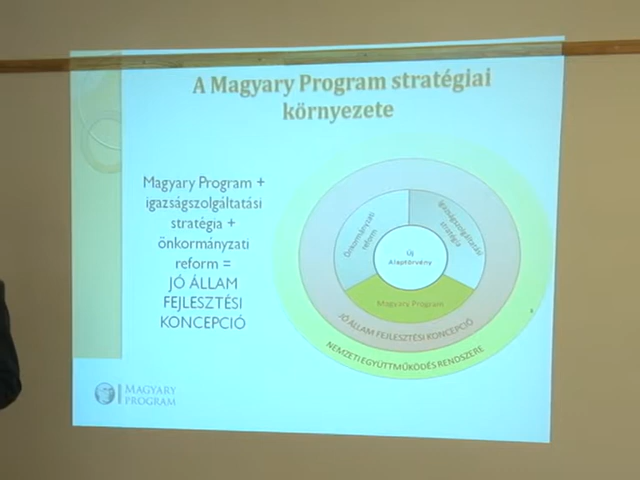 A Magyary Program stratégiai
környezete
Magyary Program +
igazságszolgáltatási
stratégia +
önkormányzati
reform =
JÓ ÁLLAM
FEJLESZTÉSI
KONCEPCIÓ
Önkormányzati
reform
Igazságszolgáltatási
stratégia
Új
Alaptörvény
Magyary Program
JÓ ÁLLAM FEJLESZTÉSI KONCEPCIÓ
NEMZETI EGYÜTTMŰKÖDÉS RENDSZERE
MAGYARY
PROGRAM